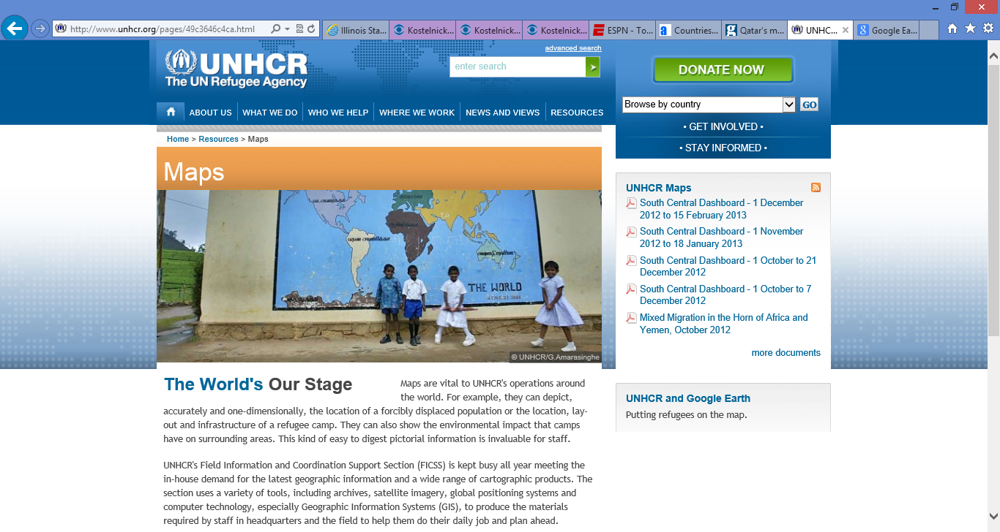 http://www.unhcr.org/pages/49c3646c4ca.html
Illinois Sta...
Kostelnick...
Kostelnick...
Kostelnick...
ESPN - To...
Countries...
Qatar's m...
UNHC...
Google Ea...
UNHCR
The UN Refugee Agency
advanced search
enter search
DONATE NOW
Browse by country
GO
• GET INVOLVED •
• STAY INFORMED •
ABOUT US
WHAT WE DO
WHO WE HELP
WHERE WE WORK
NEWS AND VIEWS
RESOURCES
Home > Resources > Maps
Maps
THE WORLD
© UNHCR/G.Amarasinghe
The World's Our Stage
Maps are vital to UNHCR's operations around
the world. For example, they can depict,
accurately and one-dimensionally, the location of a forcibly displaced population or the location, lay-
out and infrastructure of a refugee camp. They can also show the environmental impact that camps
have on surrounding areas. This kind of easy to digest pictorial information is invaluable for staff.
UNHCR's Field Information and Coordination Support Section (FICSS) is kept busy all year meeting the
in-house demand for the latest geographic information and a wide range of cartographic products. The
section uses a variety of tools, including archives, satellite imagery, global positioning systems and
computer technology, especially Geographic Information Systems (GIS), to produce the materials
required by staff in headquarters and the field to help them do their daily job and plan ahead.
UNHCR Maps
South Central Dashboard - 1 December
2012 to 15 February 2013
South Central Dashboard - 1 November
2012 to 18 January 2013
South Central Dashboard - 1 October to 21
December 2012
South Central Dashboard - 1 October to 7
December 2012
Mixed Migration in the Horn of Africa and
Yemen, October 2012
more documents
UNHCR and Google Earth
Putting refugees on the map.